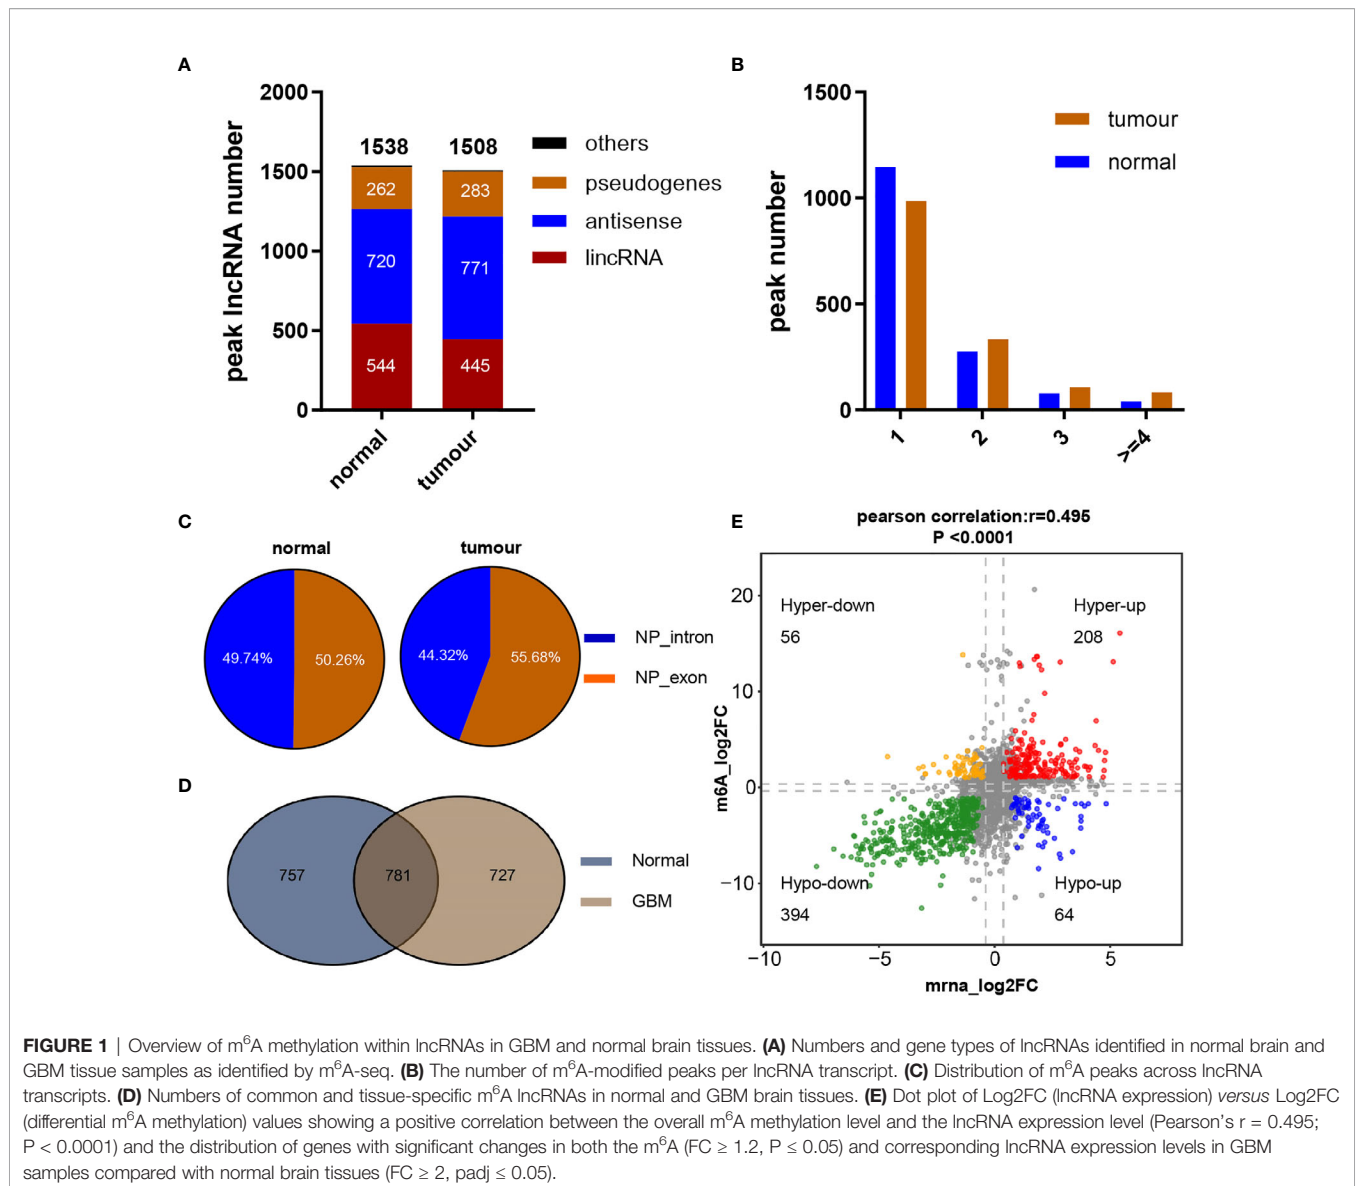 A
peak lncRNA number
2000
1500
1000
500
0
1538
1508
262
283
720
771
544
445
normal
tumour
others
pseudogenes
antisense
lincRNA
B
peak number
1500
1000
500
0
1
2
3
>=4
tumour
normal
C
normal
tumour
49.74%
50.26%
44.32%
55.68%
NP_intron
NP_exon
D
757
781
727
Normal
GBM
E
pearson correlation:r=0.495
P <0.0001
m6A_log2FC
20
10
0
−10
Hyper-down
56
Hyper-up
208
Hypo-down
394
Hypo-up
64
−10
−5
0
5
mrna_log2FC
FIGURE 1 | Overview of m6A methylation within lncRNAs in GBM and normal brain tissues. (A) Numbers and gene types of lncRNAs identified in normal brain and
GBM tissue samples as identified by m6A-seq. (B) The number of m6A-modified peaks per lncRNA transcript. (C) Distribution of m6A peaks across lncRNA
transcripts. (D) Numbers of common and tissue-specific m6A lncRNAs in normal and GBM brain tissues. (E) Dot plot of Log2FC (lncRNA expression) versus Log2FC
(differential m6A methylation) values showing a positive correlation between the overall m6A methylation level and the lncRNA expression level (Pearson's r = 0.495;
P < 0.0001) and the distribution of genes with significant changes in both the m6A (FC ≥ 1.2, P ≤ 0.05) and corresponding lncRNA expression levels in GBM
samples compared with normal brain tissues (FC ≥ 2, padj ≤ 0.05).